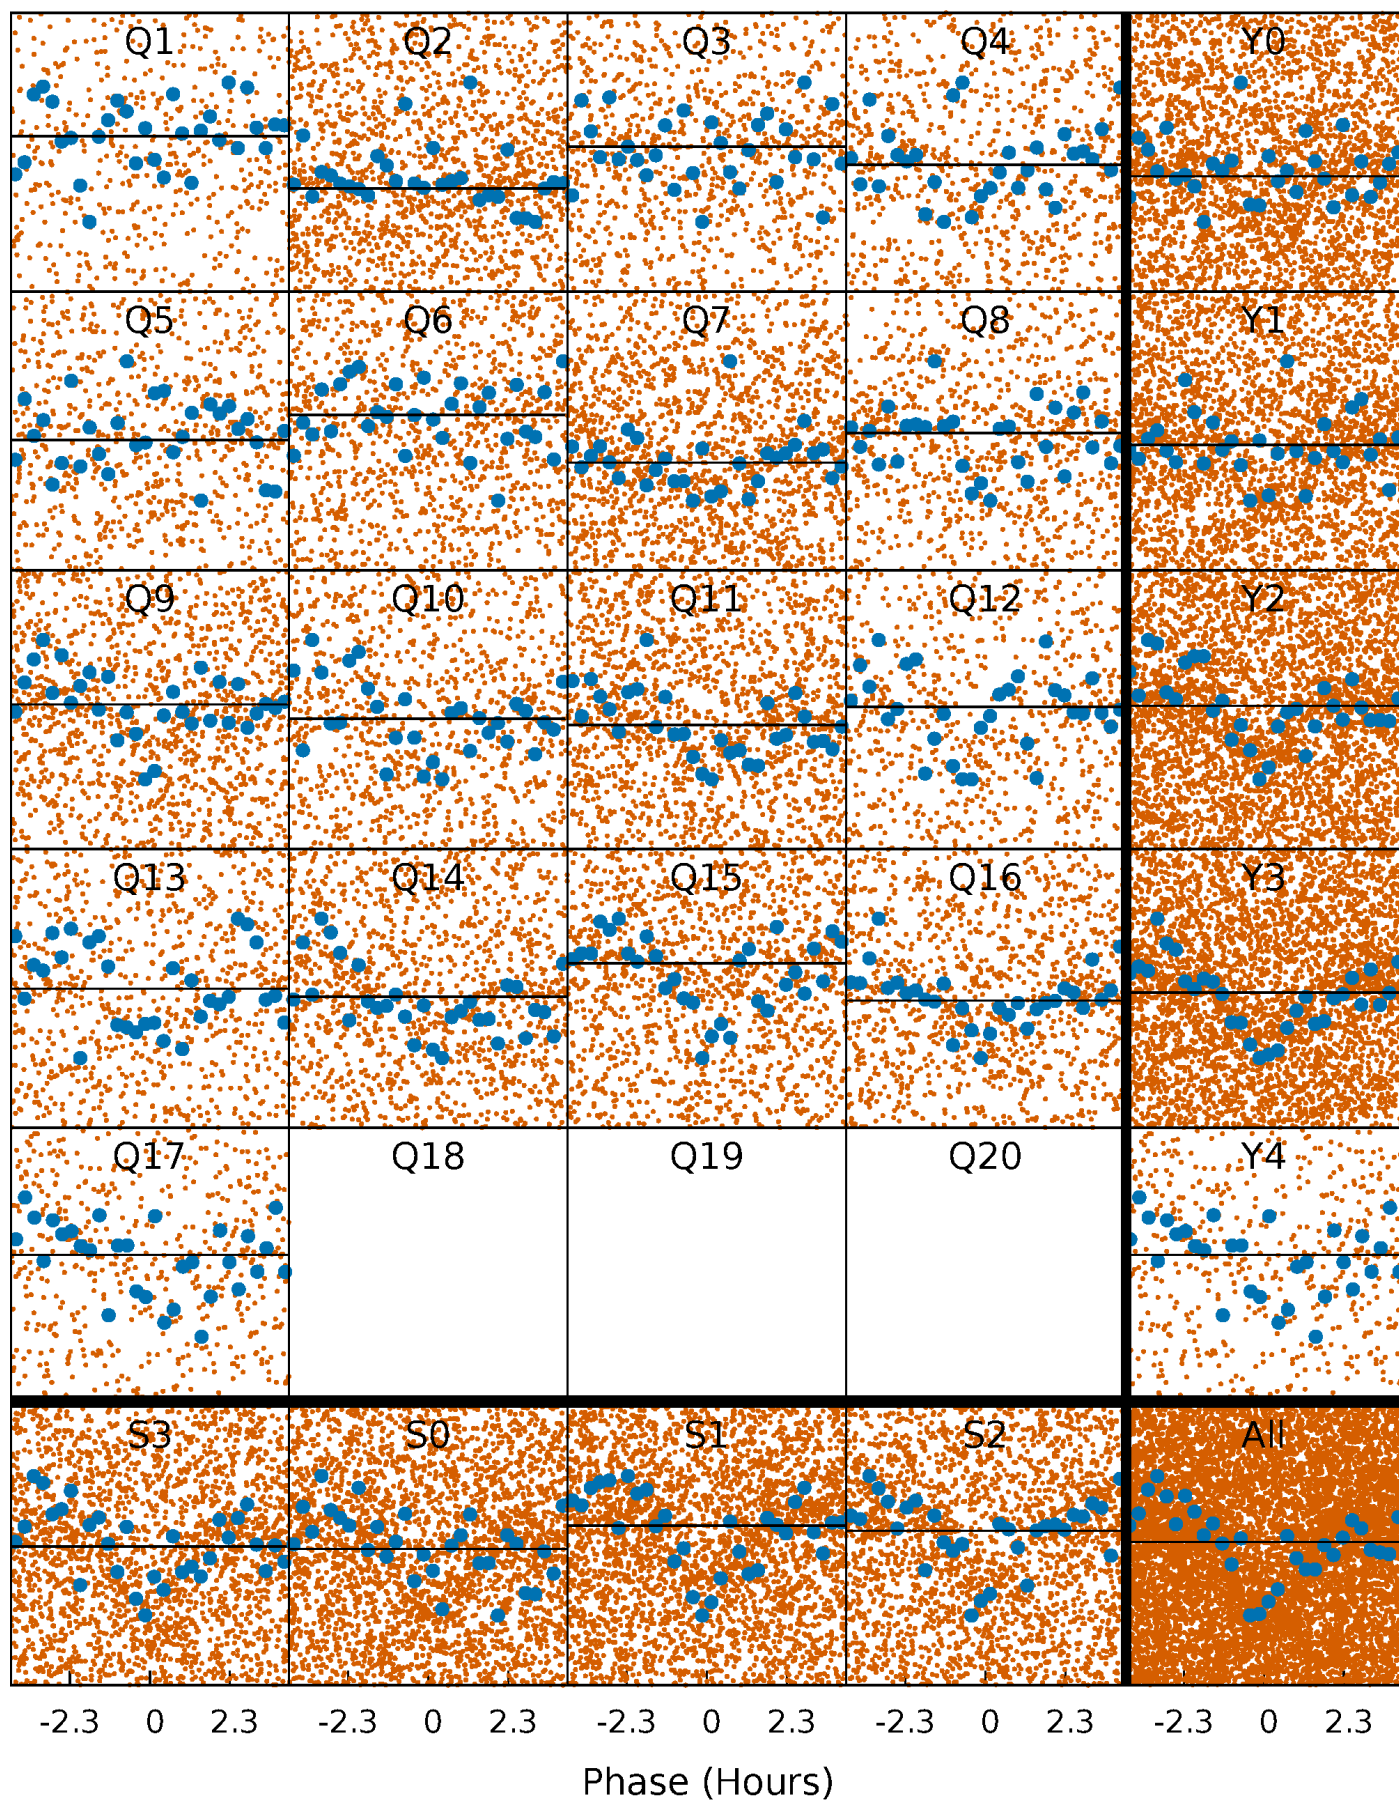 Q1 Q2 Q3 Q4 Y0
Q5 Q6 Q7 Q8 Y1
Q9 Q10 Q11 Q12 Y2
Q13 Q14 Q15 Q16 Y3
Q17 Q18 Q19 Q20 Y4
S3 S0 S1 S2 All
-2.3 0 2.3 -2.3 0 2.3 -2.3 0 2.3 -2.3 0 2.3 -2.3 0 2.3
Phase (Hours)